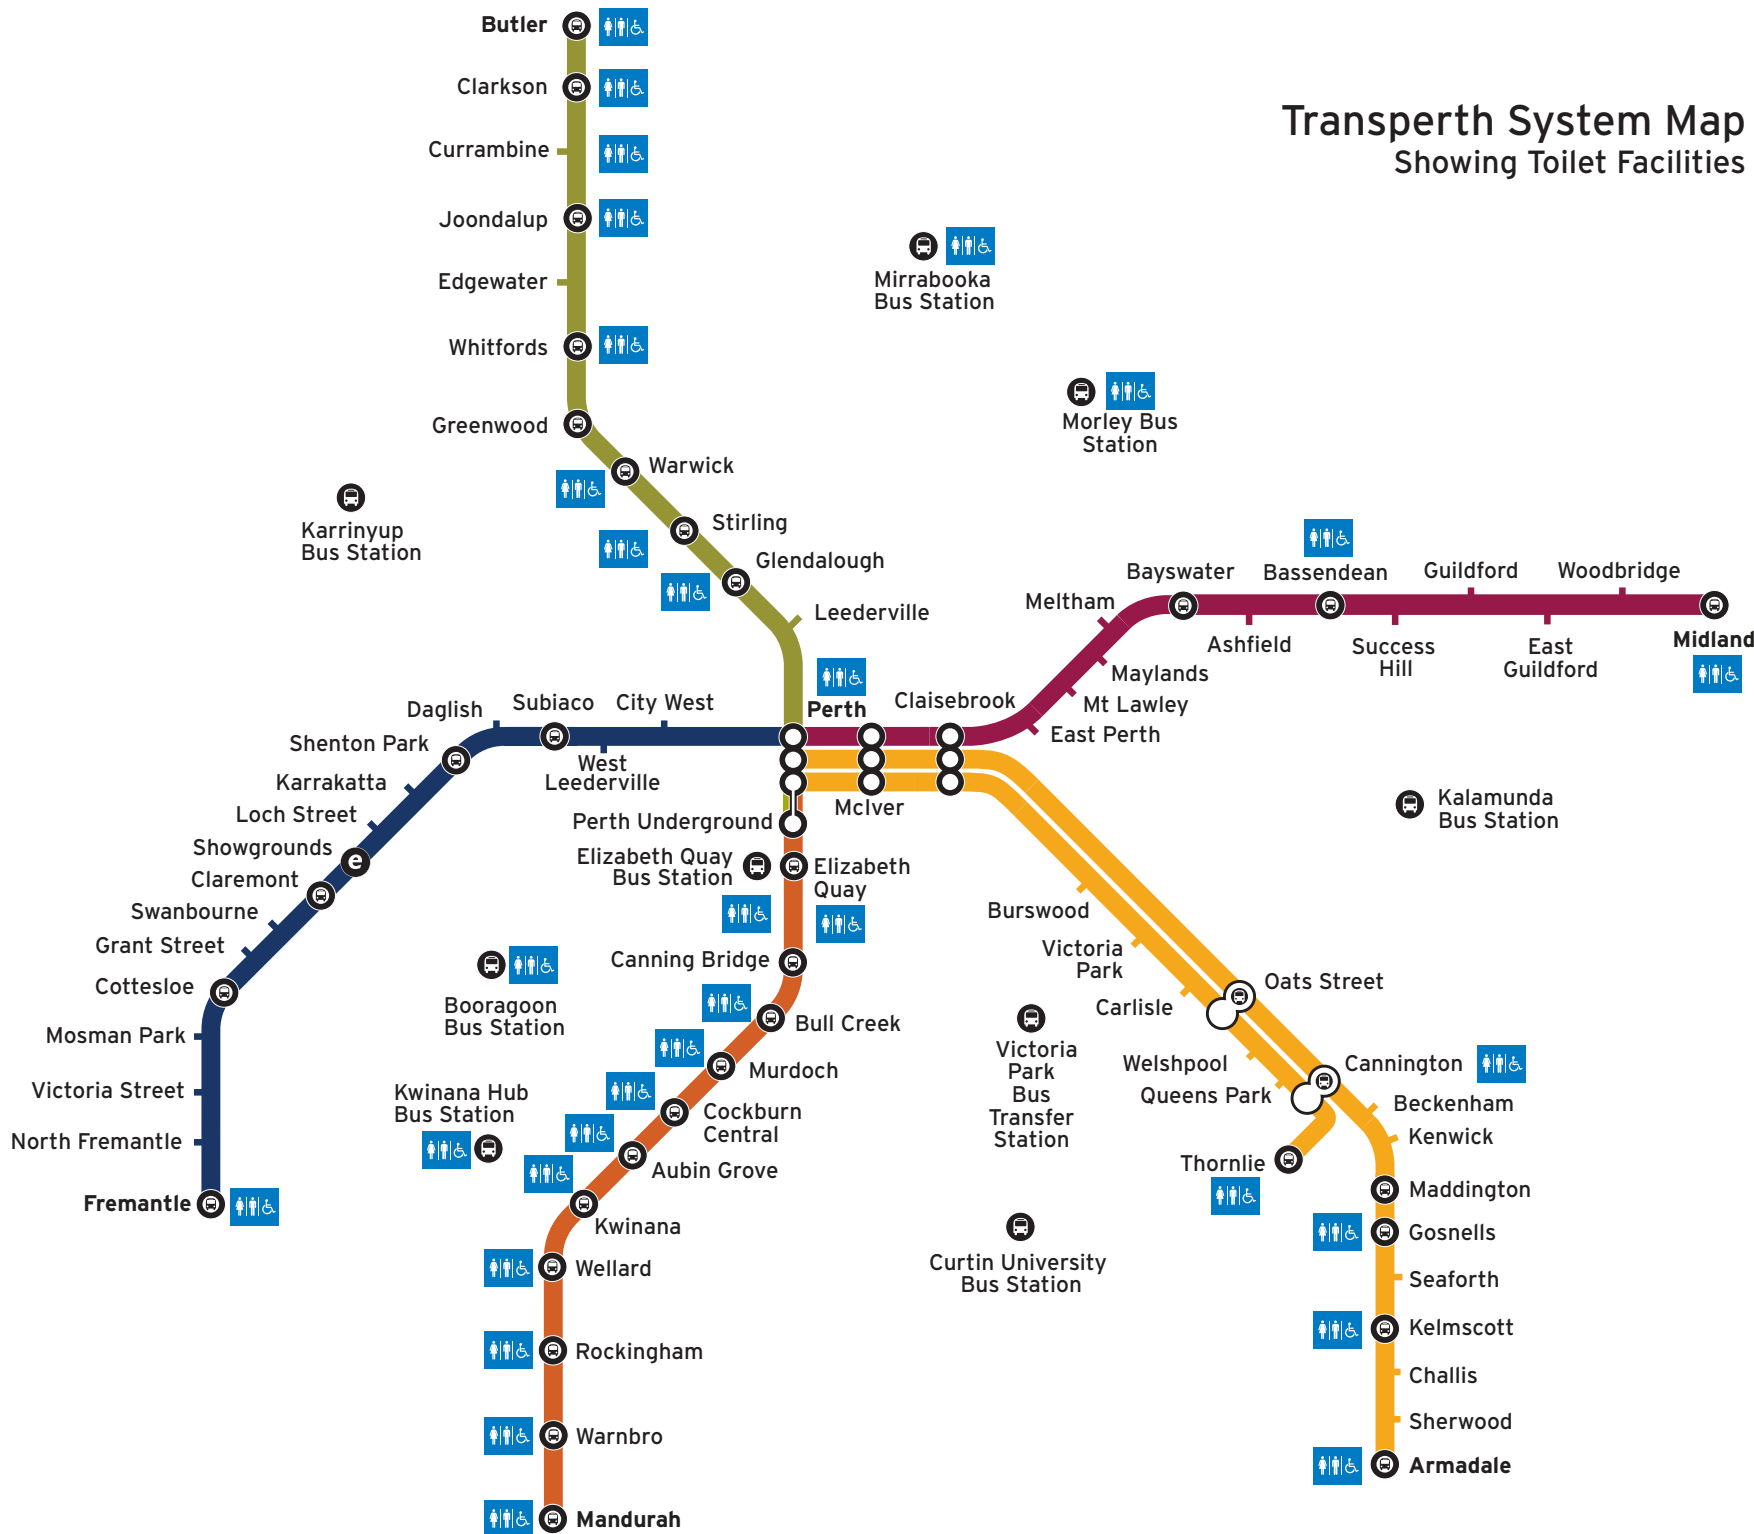 Transperth System Map
Showing Toilet Facilities
Butler
Clarkson
Currambine
Joondalup
Edgewater
Whitfords
Greenwood
Warwick
Stirling
Glendalough
Leederville
Mirrabooka
Bus Station
Morley Bus
Station
Karrinyup
Bus Station
Bayswater
Bassendean
Guildford
Woodbridge
Meltham
Ashfield
Success
Hill
East
Guildford
Midland
Maylands
Mt Lawley
East Perth
Claisebrook
Perth
City West
Subiaco
Daglish
West
Leederville
Shenton Park
Karrakatta
Loch Street
Showgrounds
e
Claremont
Swanbourne
Grant Street
Cottesloe
Mosman Park
Victoria Street
North Fremantle
Fremantle
McIver
Perth Underground
Elizabeth Quay
Bus Station
Elizabeth
Quay
Canning Bridge
Booragoon
Bus Station
Bull Creek
Murdoch
Kwinana Hub
Bus Station
Cockburn
Central
Aubin Grove
Kwinana
Wellard
Rockingham
Warnbro
Mandurah
Kalamunda
Bus Station
Burswood
Victoria
Park
Carlisle
Oats Street
Victoria
Park
Bus
Transfer
Station
Welshpool
Queens Park
Cannington
Beckenham
Kenwick
Thornlie
Maddington
Gosnells
Curtin University
Bus Station
Seaforth
Kelmscott
Challis
Sherwood
Armadale